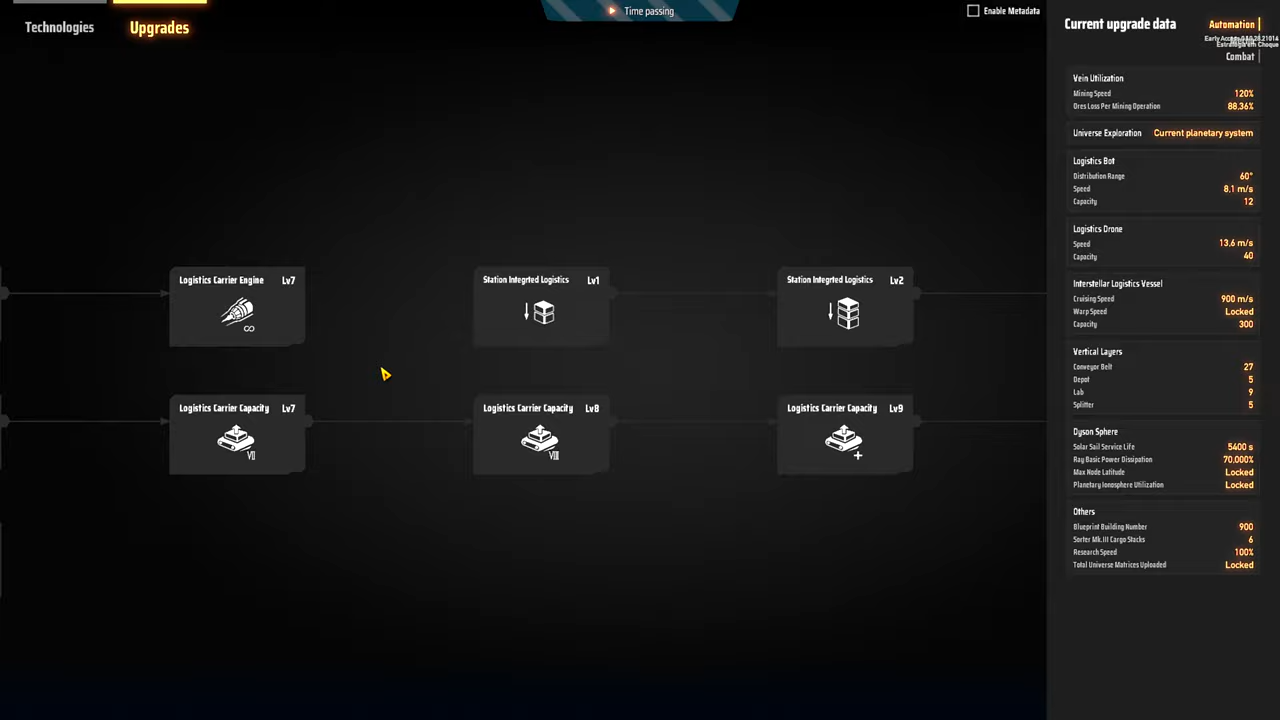 Technologies
Upgrades
Time passing
Enable Metadata
Current upgrade data
Automation
Combat
Vein Utilization
Mining Speed 120%
Ores Loss Per Mining Operation 88,36%
Universe Exploration Current planetary system
Logistics Bot
Distribution Range 60°
Speed 8,1 m/s
Capacity 12
Logistics Drone
Speed 13,6 m/s
Capacity 40
Interstellar Logistics Vessel
Cruising Speed 900 m/s
Warp Speed Locked
Capacity 300
Vertical Layers
Conveyor Belt 27
Depot 5
Lab 9
Splitter 5
Dyson Sphere
Solar Sail Service Life 5400 s
Ray Basic Power Dissipation 70,000%
Max Node Latitude Locked
Planetary Ionosphere Utilization Locked
Others
Blueprint Building Number 900
Sorter Mk.III Cargo Stacks 6
Research Speed 100%
Total Universe Matrices Uploaded Locked
Logistics Carrier Engine Lv7
∞
Station Integrted Logistics Lv1
Station Integrted Logistics Lv2
Logistics Carrier Capacity Lv7
VII
Logistics Carrier Capacity Lv8
VIII
Logistics Carrier Capacity Lv9
+